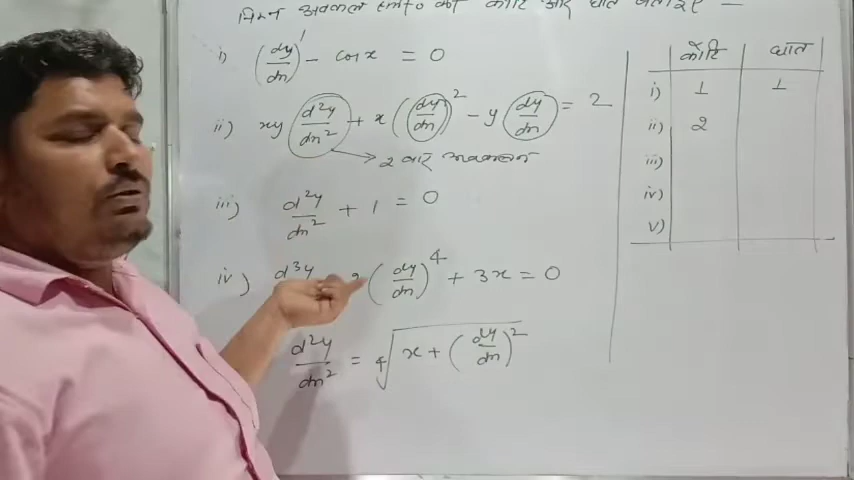 निम्न अवकल समी० की कोटि और घात बताइए —
i) (dy/dx)¹ - cosx = 0
ii) xy d²y/dx² + x (dy/dx)² - y (dy/dx) = 2
→ 2 बार अवकलन
iii) d²y/dx² + 1 = 0
iv) d³y (dy/dx)⁴ + 3x = 0
d²y/dx² = ∜(x + (dy/dx)²)
कोटि घात
i) 1 1
ii) 2
iii)
iv)
v)